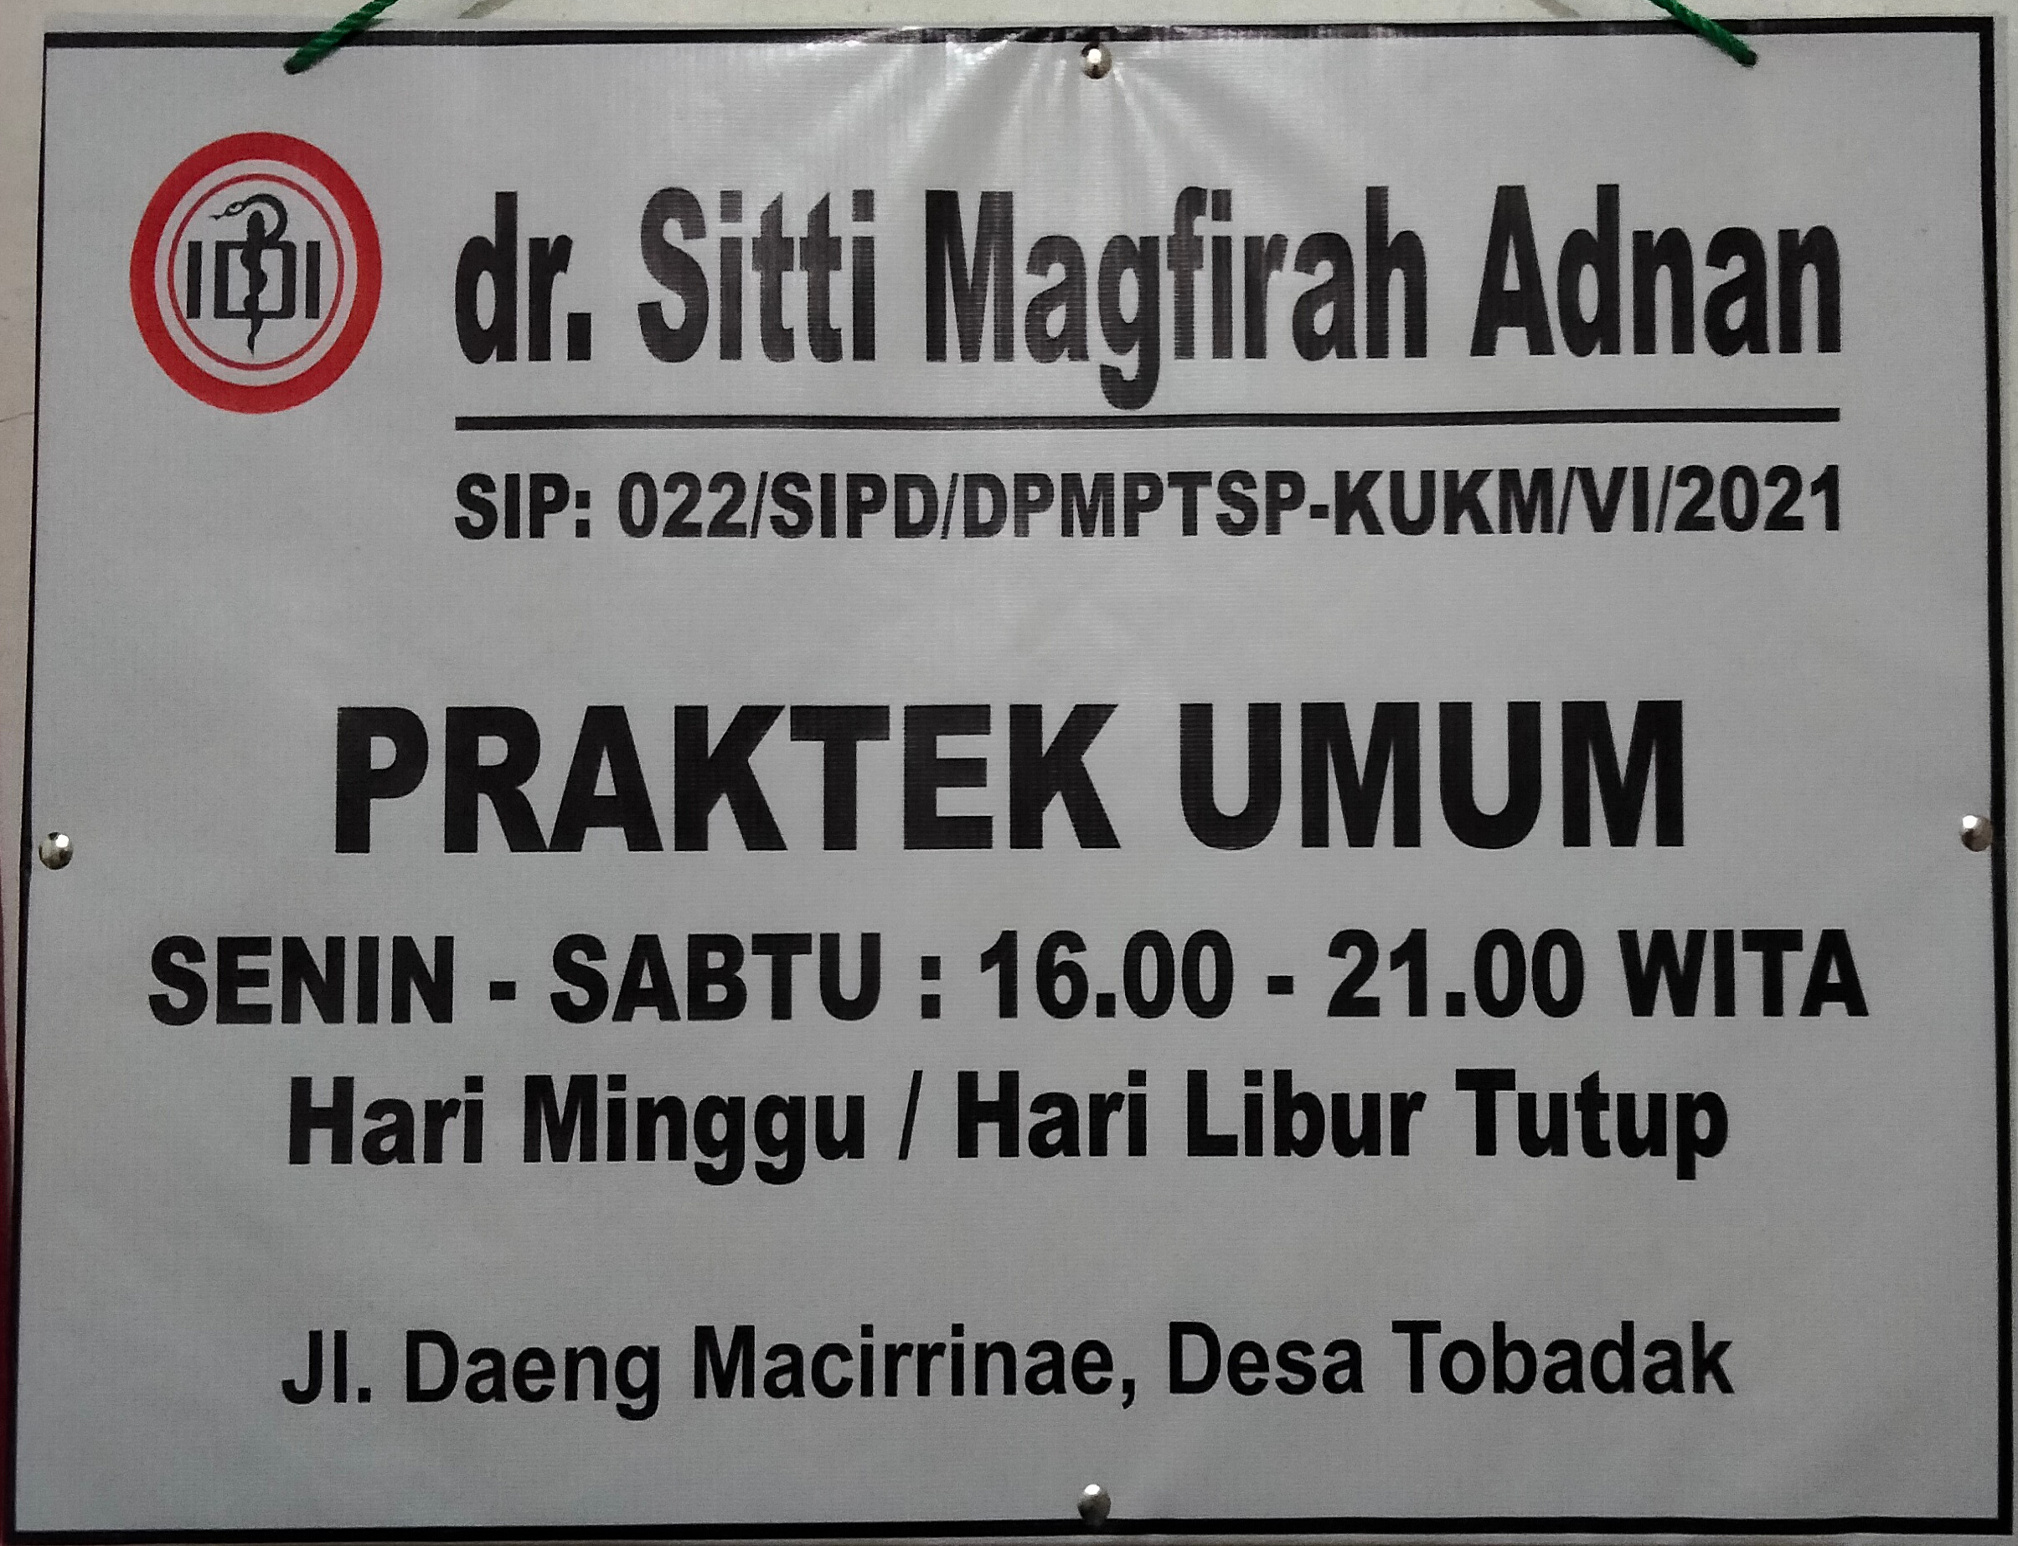 IDI
dr. Sitti Magfirah Adnan
SIP: 022/SIPD/DPMPTSP-KUKM/VI/2021
PRAKTEK UMUM
SENIN - SABTU : 16.00 - 21.00 WITA
Hari Minggu / Hari Libur Tutup
Jl. Daeng Macirrinae, Desa Tobadak